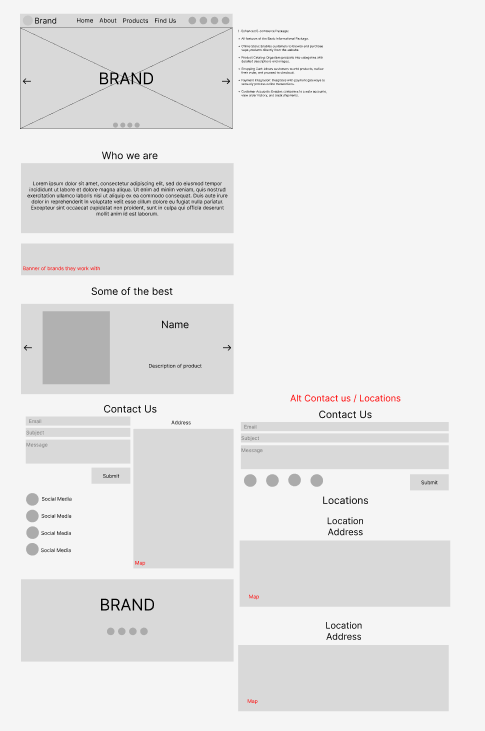 Brand
Home About Products Find Us
BRAND
Enhanced E-commerce Package:
All features of the Basic Informational Package.
Online Store: Enables customers to browse and purchase
vape products directly from the website.
Product Catalog: Organizes products into categories with
detailed descriptions and images.
Shopping Cart: Allows customers to add products, review
their order, and proceed to checkout.
Payment Integration: Integrates with payment gateways to
securely process online transactions.
Customer Accounts: Enables customers to create accounts,
view order history, and track shipments.
Who we are
Lorem ipsum dolor sit amet, consectetur adipiscing elit, sed do eiusmod tempor
incididunt ut labore et dolore magna aliqua. Ut enim ad minim veniam, quis nostrud
exercitation ullamco laboris nisi ut aliquip ex ea commodo consequat. Duis aute irure
dolor in reprehenderit in voluptate velit esse cillum dolore eu fugiat nulla pariatur.
Excepteur sint occaecat cupidatat non proident, sunt in culpa qui officia deserunt
mollit anim id est laborum.
Banner of brands they work with
Some of the best
Name
Description of product
Contact Us
Email
Subject
Message
Submit
Social Media
Social Media
Social Media
Social Media
Address
Map
BRAND
Alt Contact us / Locations
Contact Us
Email
Subject
Message
Submit
Locations
Location
Address
Map
Location
Address
Map